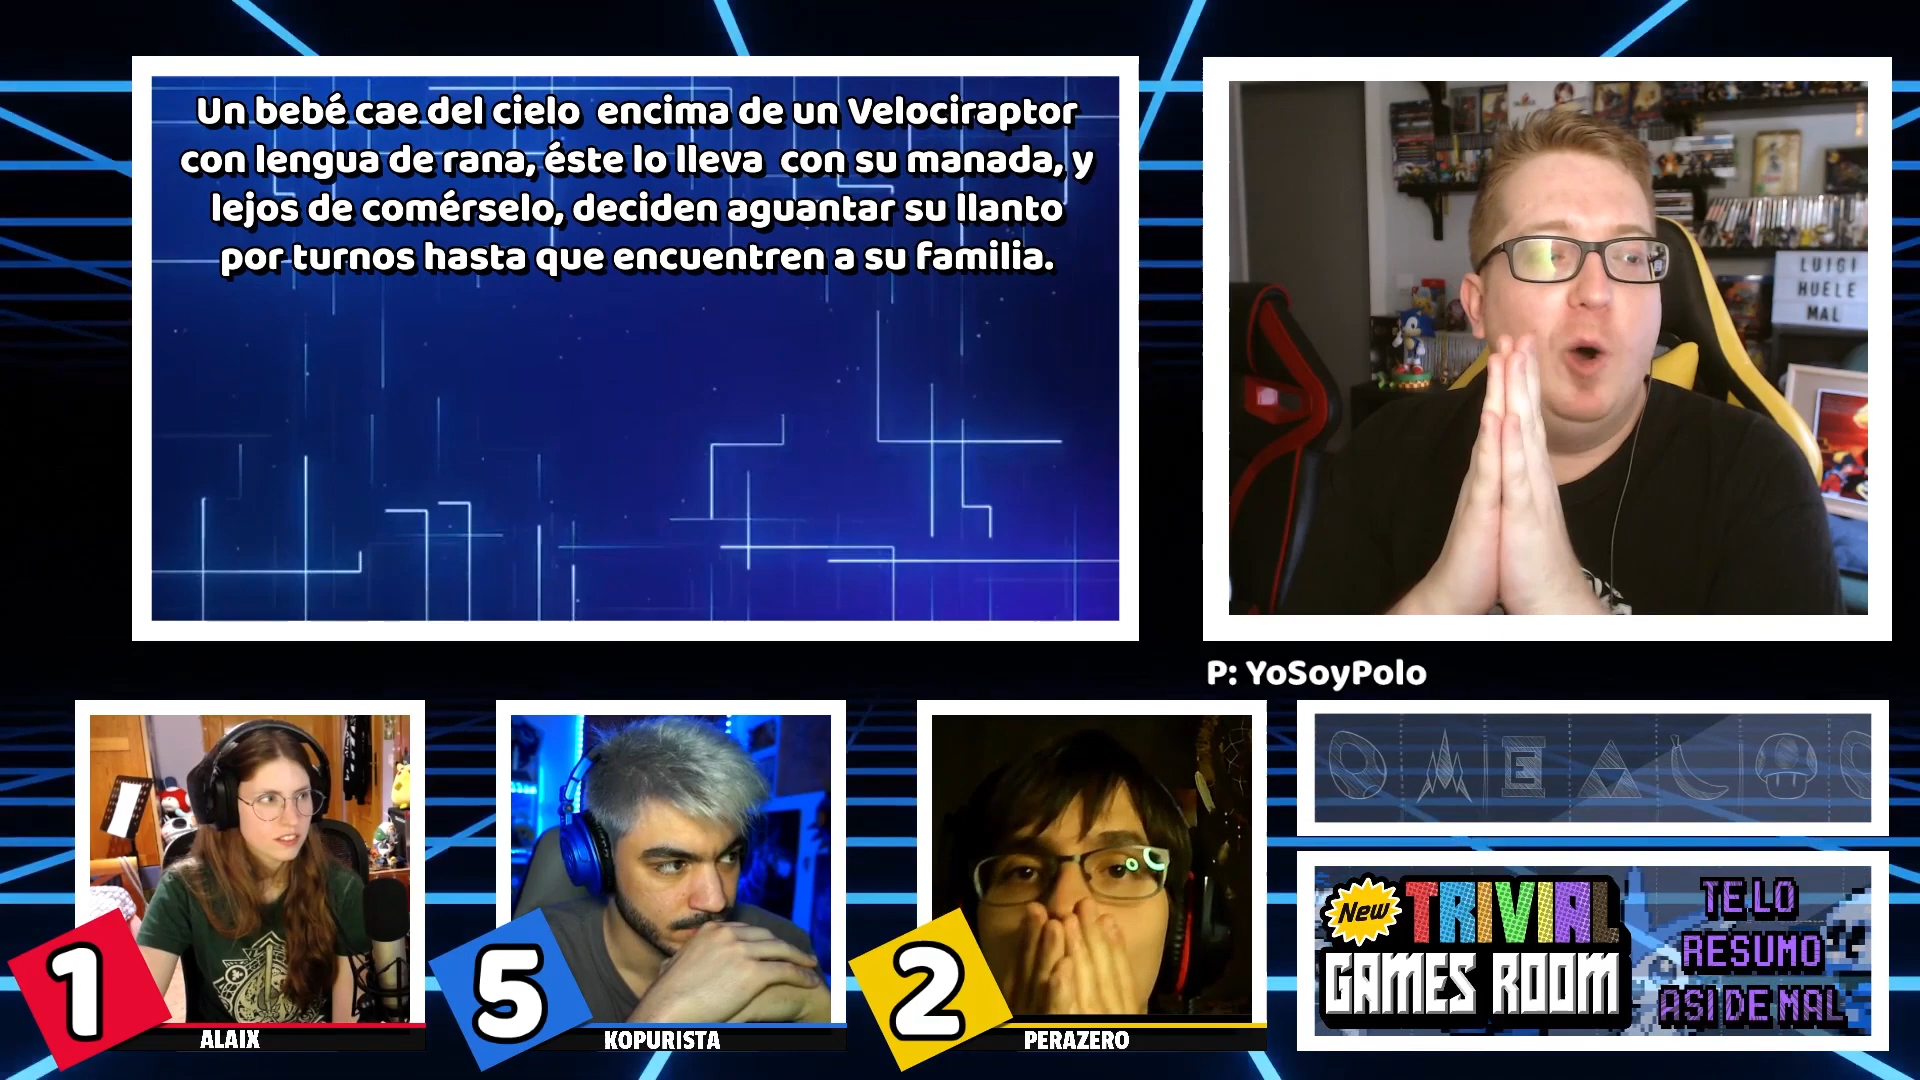 Un bebé cae del cielo encima de un Velociraptor
con lengua de rana, éste lo lleva con su manada, y
lejos de comérselo, deciden aguantar su llanto
por turnos hasta que encuentren a su familia.
LUIGI
HUELE
MAL
P: YoSoyPolo
1
ALAIX
5
KOPURISTA
2
PERAZERO
E
New
TRIVIAL
GAMES ROOM
TE LO
RESUMO
ASI DE MAL